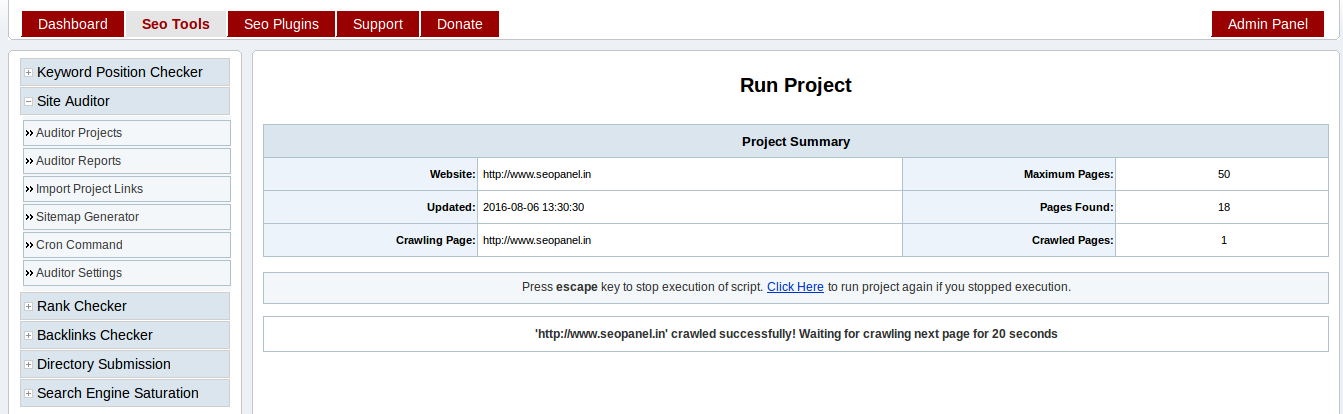 Dashboard Seo Tools Seo Plugins Support Donate Admin Panel
Keyword Position Checker
Site Auditor
Auditor Projects
Auditor Reports
Import Project Links
Sitemap Generator
Cron Command
Auditor Settings
Rank Checker
Backlinks Checker
Directory Submission
Search Engine Saturation
Run Project
Project Summary
Website: http://www.seopanel.in Maximum Pages: 50
Updated: 2016-08-06 13:30:30 Pages Found: 18
Crawling Page: http://www.seopanel.in Crawled Pages: 1
Press escape key to stop execution of script. Click Here to run project again if you stopped execution.
'http://www.seopanel.in' crawled successfully! Waiting for crawling next page for 20 seconds